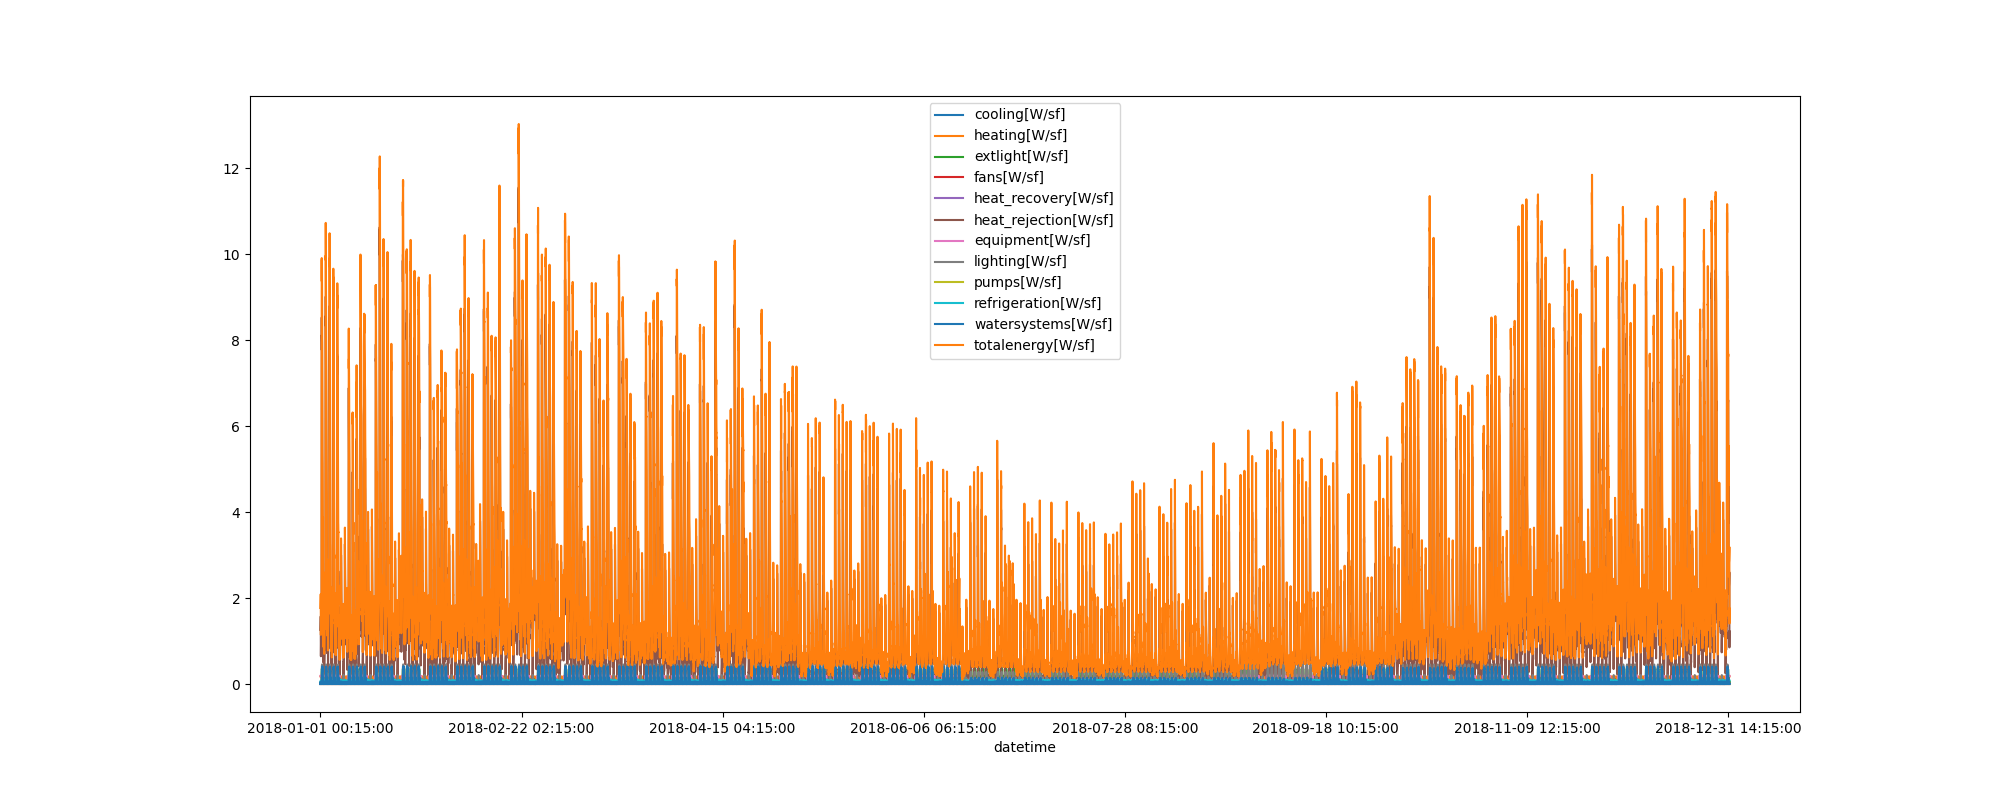 cooling[W/sf]
heating[W/sf]
extlight[W/sf]
fans[W/sf]
heat_recovery[W/sf]
heat_rejection[W/sf]
equipment[W/sf]
lighting[W/sf]
pumps[W/sf]
refrigeration[W/sf]
watersystems[W/sf]
totalenergy[W/sf]
12
10
8
6
4
2
0
2018-01-01 00:15:00 2018-02-22 02:15:00 2018-04-15 04:15:00 2018-06-06 06:15:00 2018-07-28 08:15:00 2018-09-18 10:15:00 2018-11-09 12:15:00 2018-12-31 14:15:00
datetime